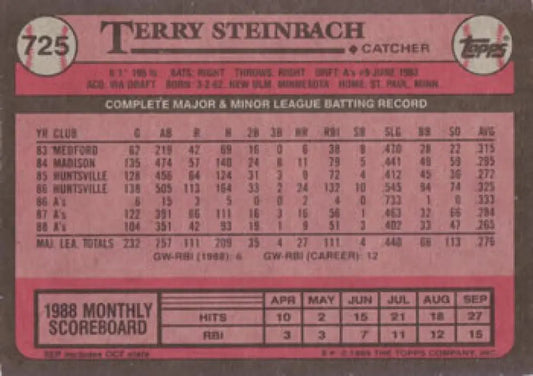 725
TERRY STEINBACH
◆ CATCHER
Topps®
6'1" 195 lb. BATS: RIGHT THROWS: RIGHT DRFT: A's #9-JUNE 1983
ACQ: VIA DRAFT BORN: 3-2-62, NEW ULM, MINNESOTA HOME: ST. PAUL, MINN.
COMPLETE MAJOR & MINOR LEAGUE BATTING RECORD
YR CLUB G AB R H 2B 3B HR RBI SB SLG BB SO AVG
83 MEDFORD 62 219 42 69 16 0 6 38 8 .470 28 22 .315
84 MADISON 135 474 57 140 24 6 11 79 5 .441 49 59 .295
85 HUNTSVILLE 128 456 64 124 31 3 9 72 4 .412 45 36 .272
86 HUNTSVILLE 138 505 113 164 33 2 24 132 10 .545 94 74 .325
86 A's 6 15 3 5 0 0 2 4 0 .733 1 0 .333
87 A's 122 391 66 111 16 3 16 56 1 .463 32 66 .284
88 A's 104 351 42 93 19 1 9 51 3 .402 33 47 .265
MAJ. LEA. TOTALS 232 757 111 209 35 4 27 111 4 .440 66 113 .276
GW-RBI (1988): 6 GW-RBI (CAREER): 12
1988 MONTHLY SCOREBOARD
APR MAY JUN JUL AUG SEP
HITS 10 2 15 21 18 27
RBI 3 3 7 11 12 15
SEP includes OCT stats
© 1989 THE TOPPS COMPANY, INC.